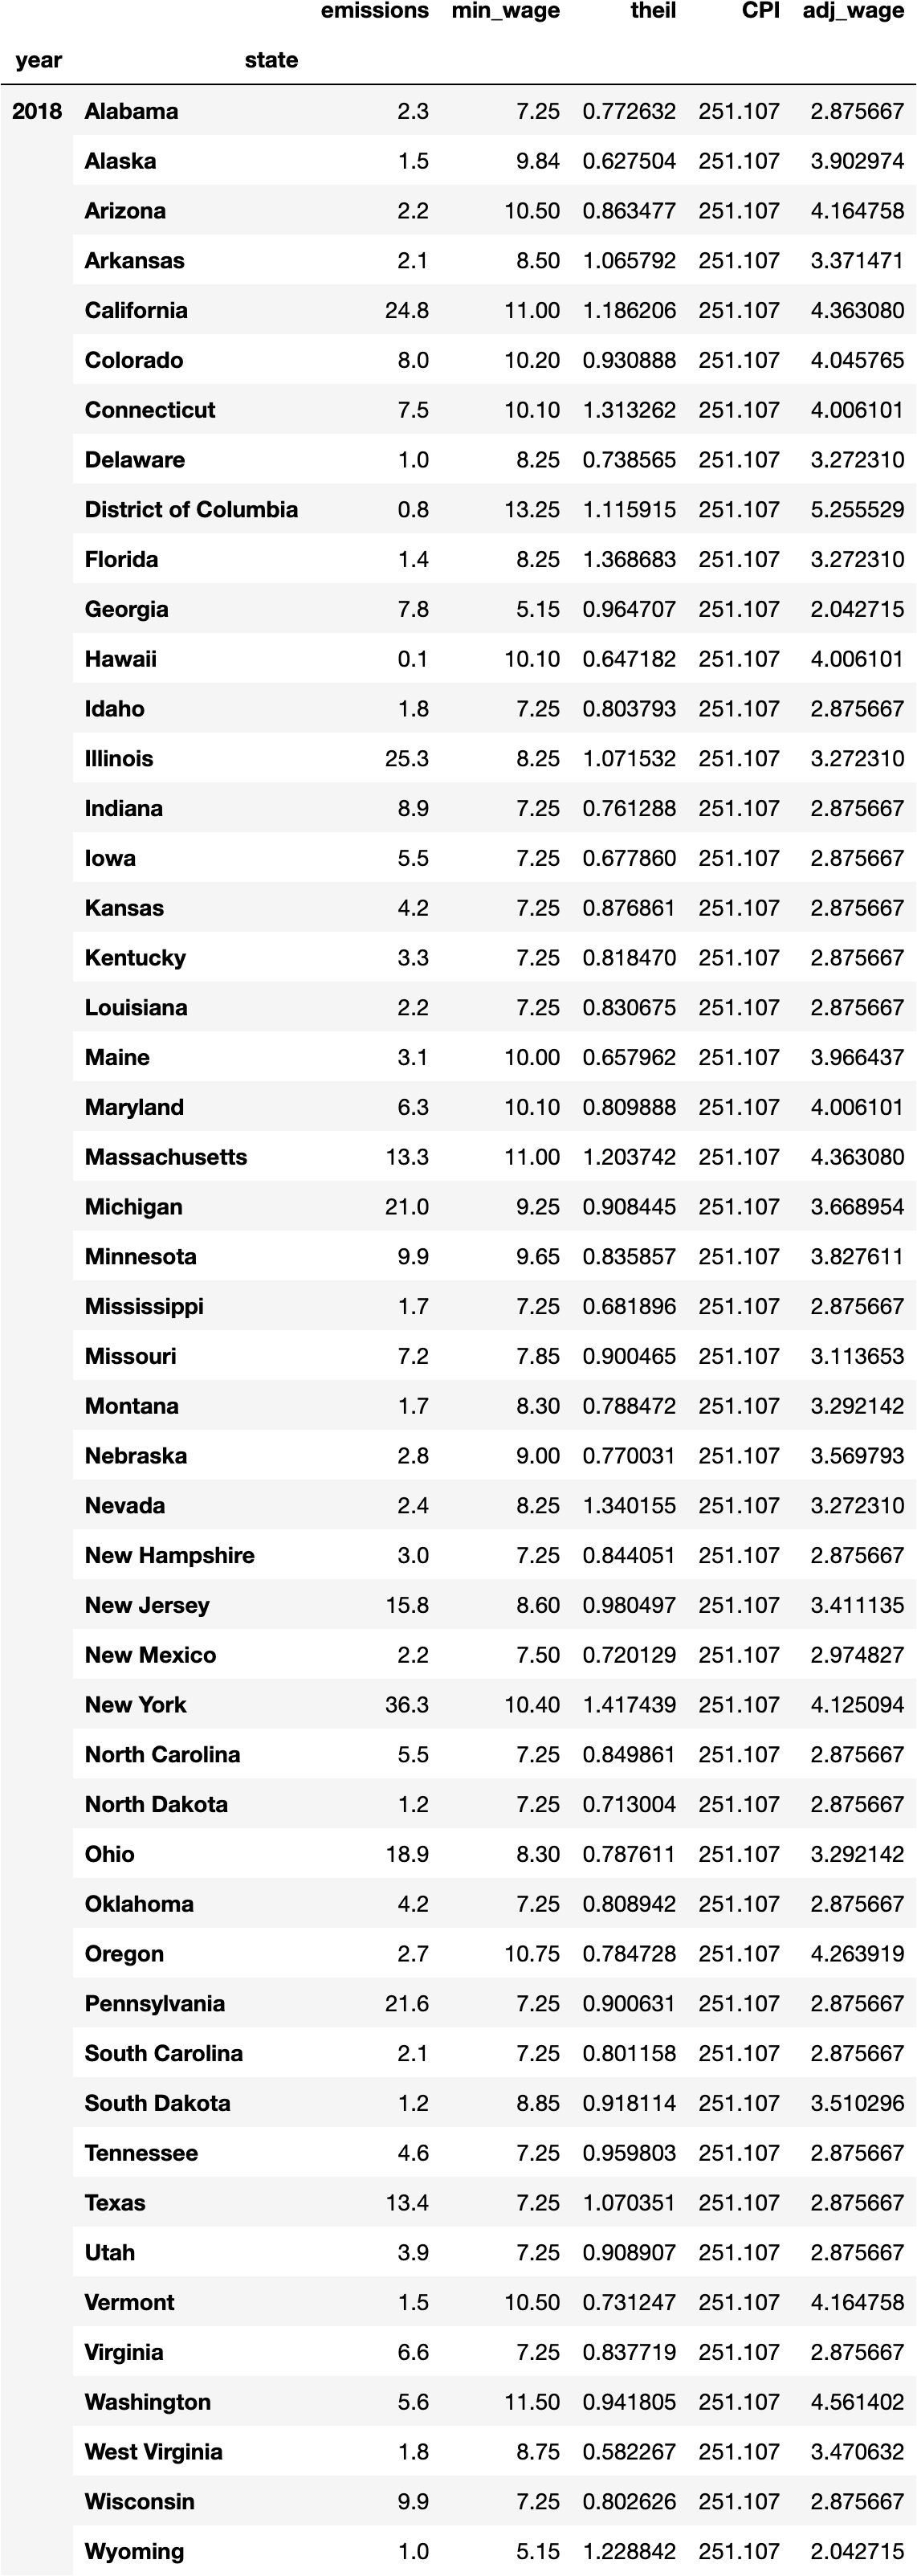 emissions min_wage theil CPI adj_wage
year state
2018 Alabama 2.3 7.25 0.772632 251.107 2.875667
Alaska 1.5 9.84 0.627504 251.107 3.902974
Arizona 2.2 10.50 0.863477 251.107 4.164758
Arkansas 2.1 8.50 1.065792 251.107 3.371471
California 24.8 11.00 1.186206 251.107 4.363080
Colorado 8.0 10.20 0.930888 251.107 4.045765
Connecticut 7.5 10.10 1.313262 251.107 4.006101
Delaware 1.0 8.25 0.738565 251.107 3.272310
District of Columbia 0.8 13.25 1.115915 251.107 5.255529
Florida 1.4 8.25 1.368683 251.107 3.272310
Georgia 7.8 5.15 0.964707 251.107 2.042715
Hawaii 0.1 10.10 0.647182 251.107 4.006101
Idaho 1.8 7.25 0.803793 251.107 2.875667
Illinois 25.3 8.25 1.071532 251.107 3.272310
Indiana 8.9 7.25 0.761288 251.107 2.875667
Iowa 5.5 7.25 0.677860 251.107 2.875667
Kansas 4.2 7.25 0.876861 251.107 2.875667
Kentucky 3.3 7.25 0.818470 251.107 2.875667
Louisiana 2.2 7.25 0.830675 251.107 2.875667
Maine 3.1 10.00 0.657962 251.107 3.966437
Maryland 6.3 10.10 0.809888 251.107 4.006101
Massachusetts 13.3 11.00 1.203742 251.107 4.363080
Michigan 21.0 9.25 0.908445 251.107 3.668954
Minnesota 9.9 9.65 0.835857 251.107 3.827611
Mississippi 1.7 7.25 0.681896 251.107 2.875667
Missouri 7.2 7.85 0.900465 251.107 3.113653
Montana 1.7 8.30 0.788472 251.107 3.292142
Nebraska 2.8 9.00 0.770031 251.107 3.569793
Nevada 2.4 8.25 1.340155 251.107 3.272310
New Hampshire 3.0 7.25 0.844051 251.107 2.875667
New Jersey 15.8 8.60 0.980497 251.107 3.411135
New Mexico 2.2 7.50 0.720129 251.107 2.974827
New York 36.3 10.40 1.417439 251.107 4.125094
North Carolina 5.5 7.25 0.849861 251.107 2.875667
North Dakota 1.2 7.25 0.713004 251.107 2.875667
Ohio 18.9 8.30 0.787611 251.107 3.292142
Oklahoma 4.2 7.25 0.808942 251.107 2.875667
Oregon 2.7 10.75 0.784728 251.107 4.263919
Pennsylvania 21.6 7.25 0.900631 251.107 2.875667
South Carolina 2.1 7.25 0.801158 251.107 2.875667
South Dakota 1.2 8.85 0.918114 251.107 3.510296
Tennessee 4.6 7.25 0.959803 251.107 2.875667
Texas 13.4 7.25 1.070351 251.107 2.875667
Utah 3.9 7.25 0.908907 251.107 2.875667
Vermont 1.5 10.50 0.731247 251.107 4.164758
Virginia 6.6 7.25 0.837719 251.107 2.875667
Washington 5.6 11.50 0.941805 251.107 4.561402
West Virginia 1.8 8.75 0.582267 251.107 3.470632
Wisconsin 9.9 7.25 0.802626 251.107 2.875667
Wyoming 1.0 5.15 1.228842 251.107 2.042715